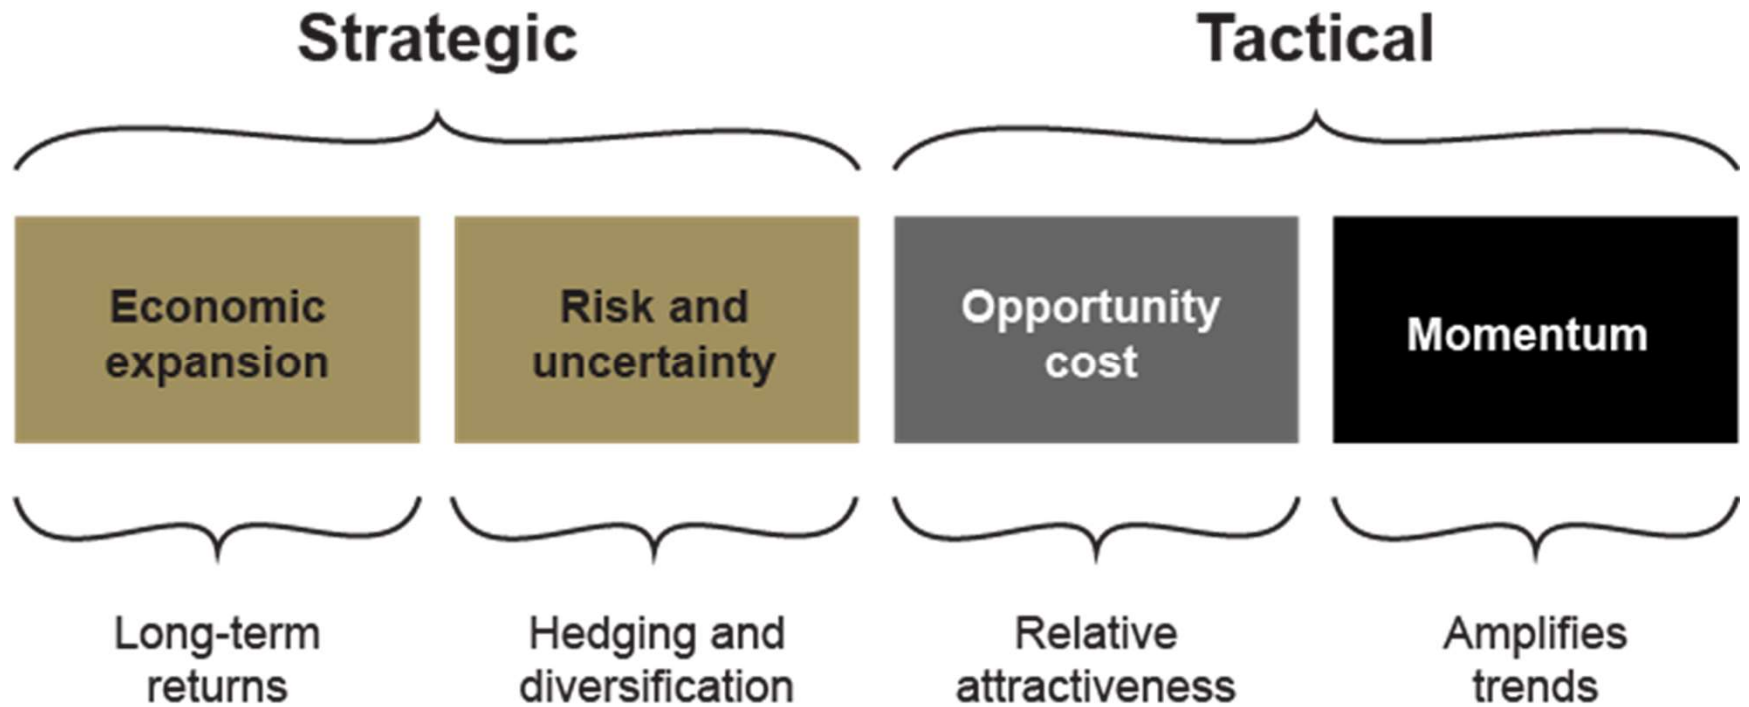 Strategic
Tactical
Economic
expansion
Risk and
uncertainty
Opportunity
cost
Momentum
Long-term
returns
Hedging and
diversification
Relative
attractiveness
Amplifies
trends